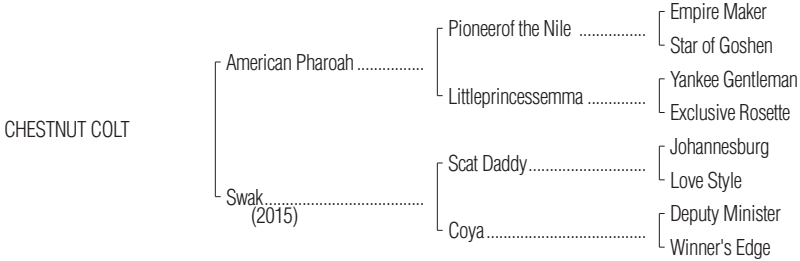 Empire Maker
Pioneerof the Nile ................
Star of Goshen
American Pharoah ................
Yankee Gentleman
Littleprincessemma ..............
Exclusive Rosette
CHESTNUT COLT
Johannesburg
Scat Daddy............................
Love Style
Swak......................................
(2015)
Deputy Minister
Coya......................................
Winner's Edge